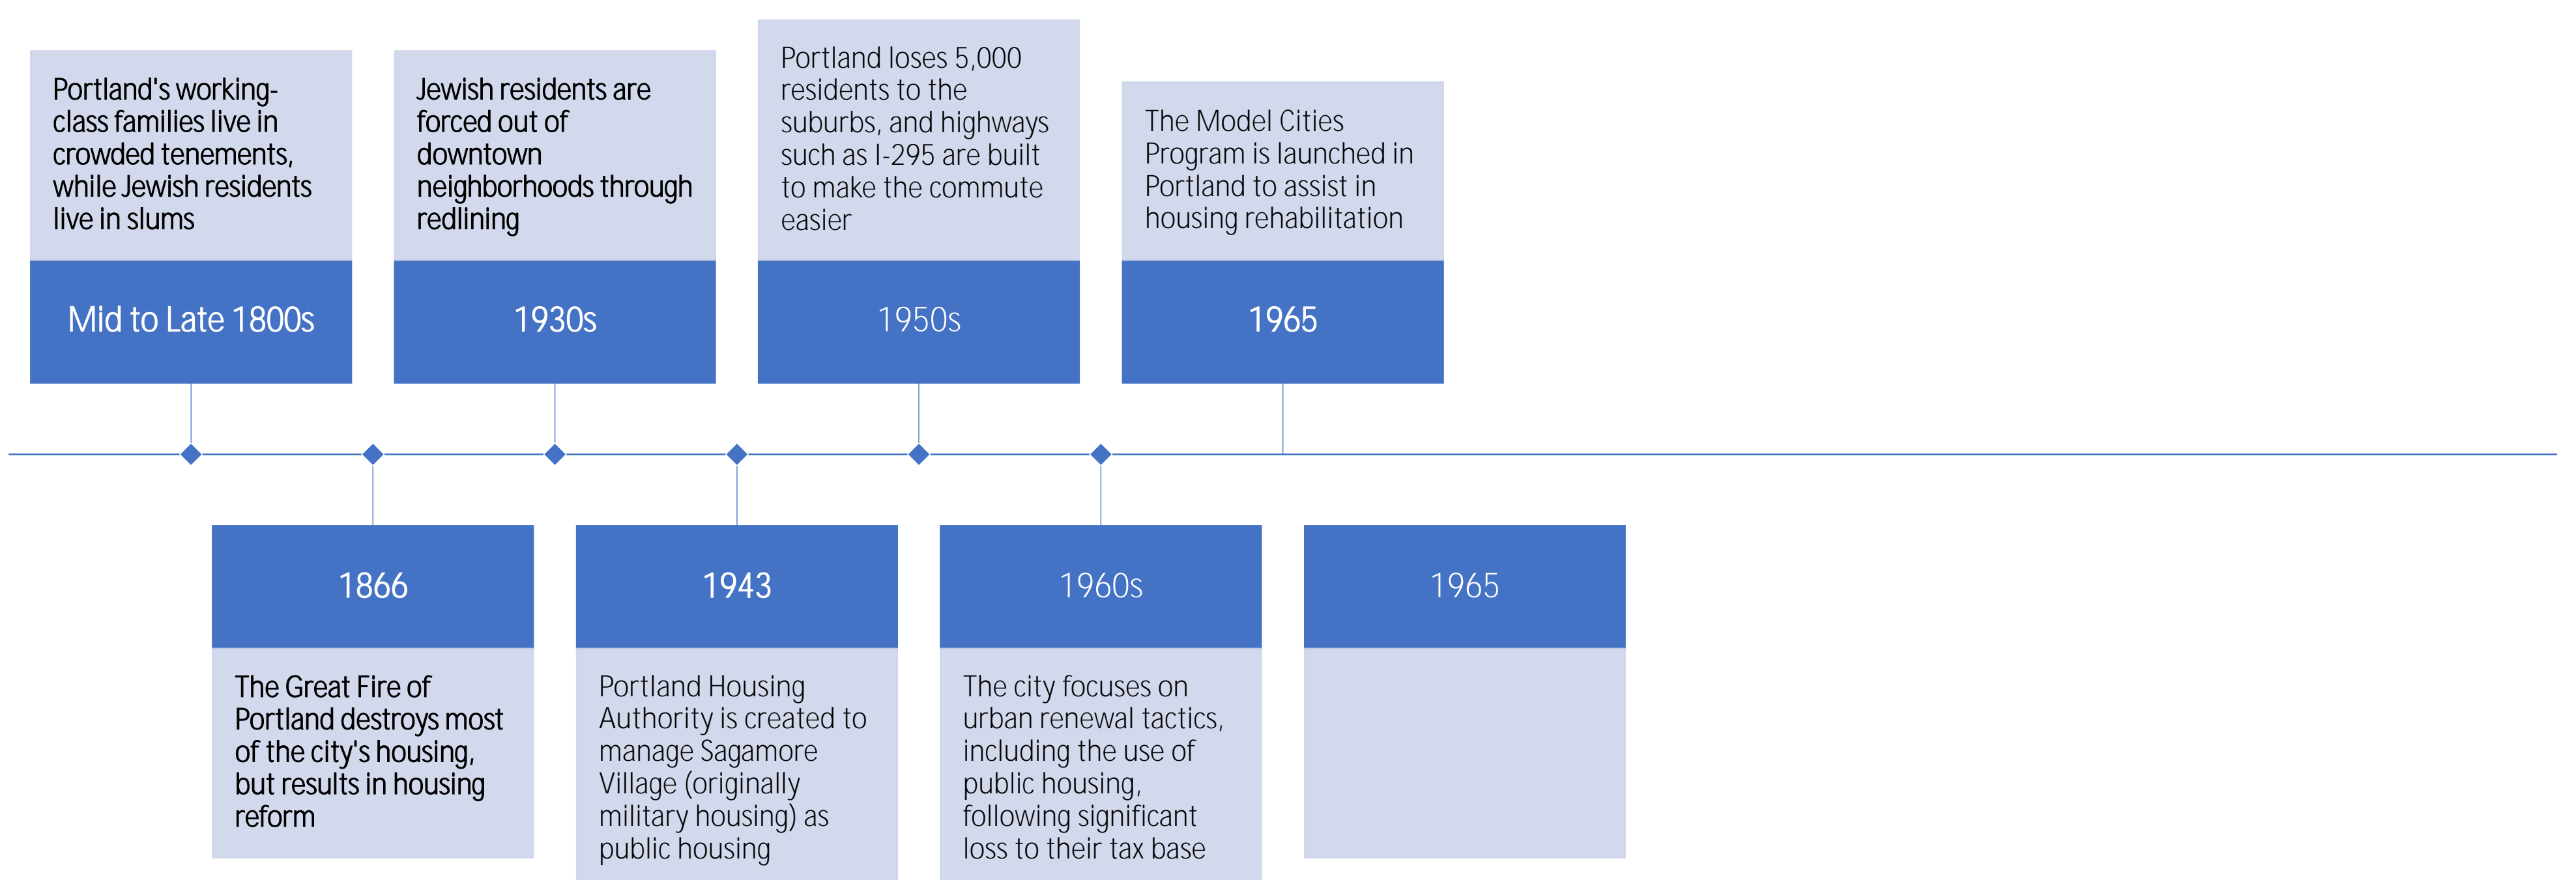 Portland's working-
class families live in
crowded tenements,
while Jewish residents
live in slums
Mid to Late 1800s
1866
The Great Fire of
Portland destroys most
of the city's housing,
but results in housing
reform
Jewish residents are
forced out of
downtown
neighborhoods through
redlining
1930s
1943
Portland Housing
Authority is created to
manage Sagamore
Village (originally
military housing) as
public housing
Portland loses 5,000
residents to the
suburbs, and highways
such as I-295 are built
to make the commute
easier
1950s
1960s
The city focuses on
urban renewal tactics,
including the use of
public housing,
following significant
loss to their tax base
The Model Cities
Program is launched in
Portland to assist in
housing rehabilitation
1965
1965